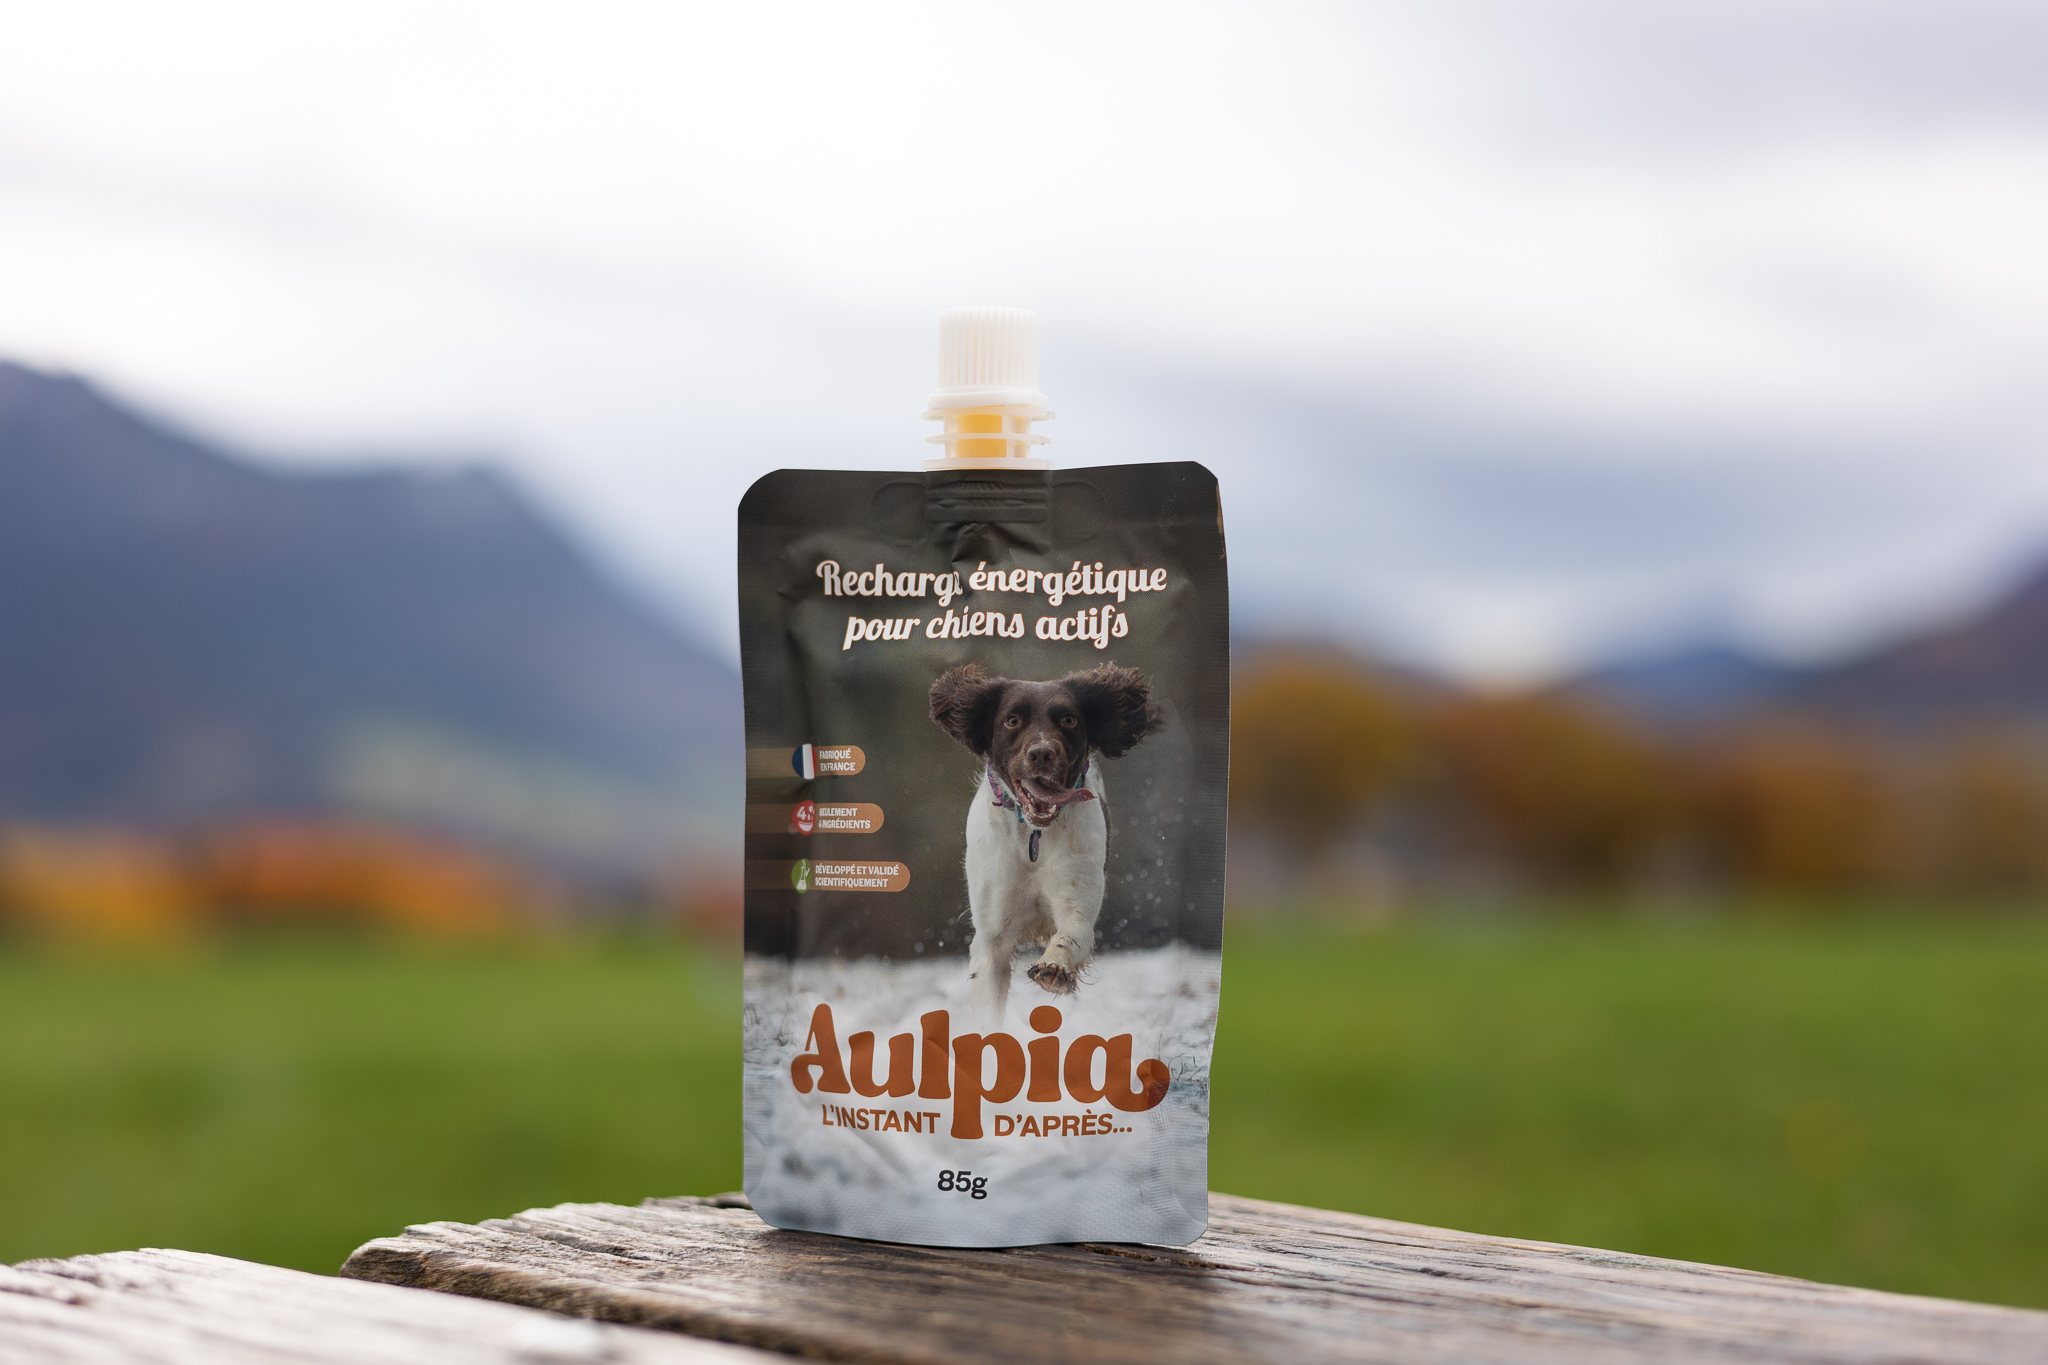 Recharge énergétique
pour chiens actifs
FABRIQUÉ
EN FRANCE
4
SEULEMENT
4 INGRÉDIENTS
DÉVELOPPÉ ET VALIDÉ
SCIENTIFIQUEMENT
Aulpia
L'INSTANT D'APRÈS...
85g